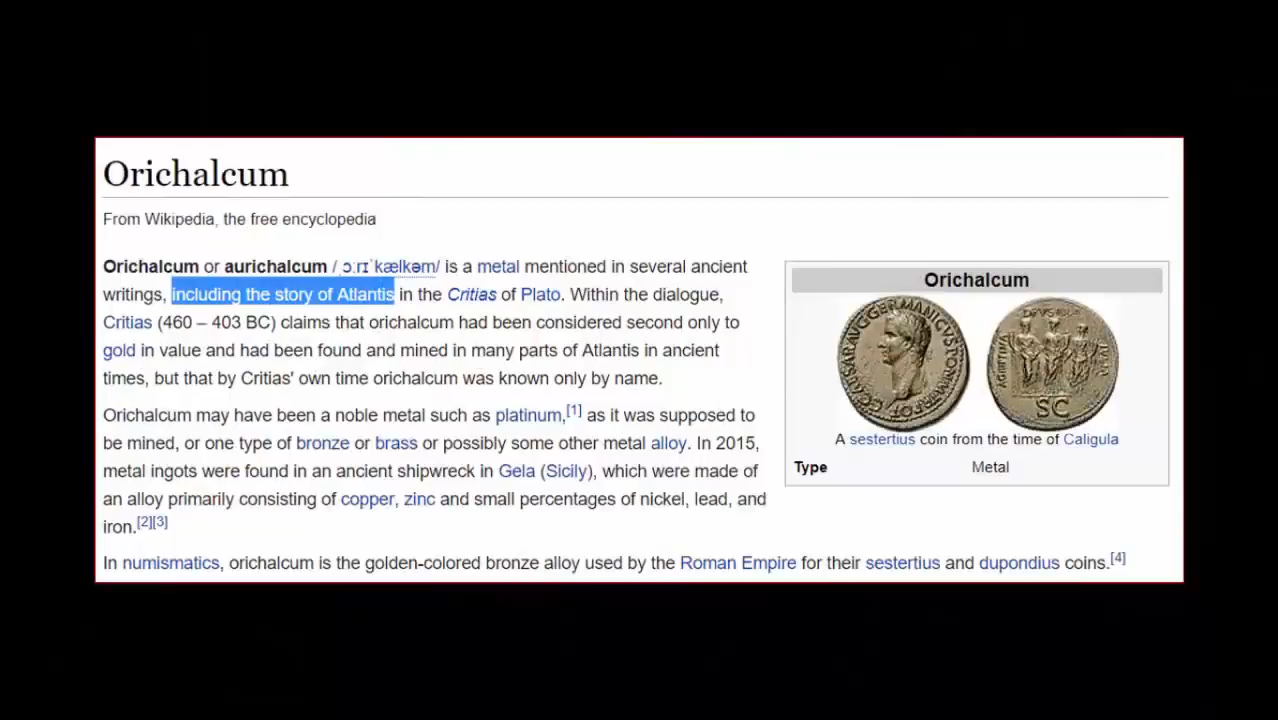 Orichalcum
From Wikipedia, the free encyclopedia
Orichalcum or aurichalcum /ˌɔːrɪˈkælkəm/ is a metal mentioned in several ancient
writings, including the story of Atlantis in the Critias of Plato. Within the dialogue,
Critias (460 – 403 BC) claims that orichalcum had been considered second only to
gold in value and had been found and mined in many parts of Atlantis in ancient
times, but that by Critias' own time orichalcum was known only by name.
Orichalcum may have been a noble metal such as platinum,[1] as it was supposed to
be mined, or one type of bronze or brass or possibly some other metal alloy. In 2015,
metal ingots were found in an ancient shipwreck in Gela (Sicily), which were made of
an alloy primarily consisting of copper, zinc and small percentages of nickel, lead, and
iron.[2][3]
In numismatics, orichalcum is the golden-colored bronze alloy used by the Roman Empire for their sestertius and dupondius coins.[4]
Orichalcum
SC
A sestertius coin from the time of Caligula
Type Metal